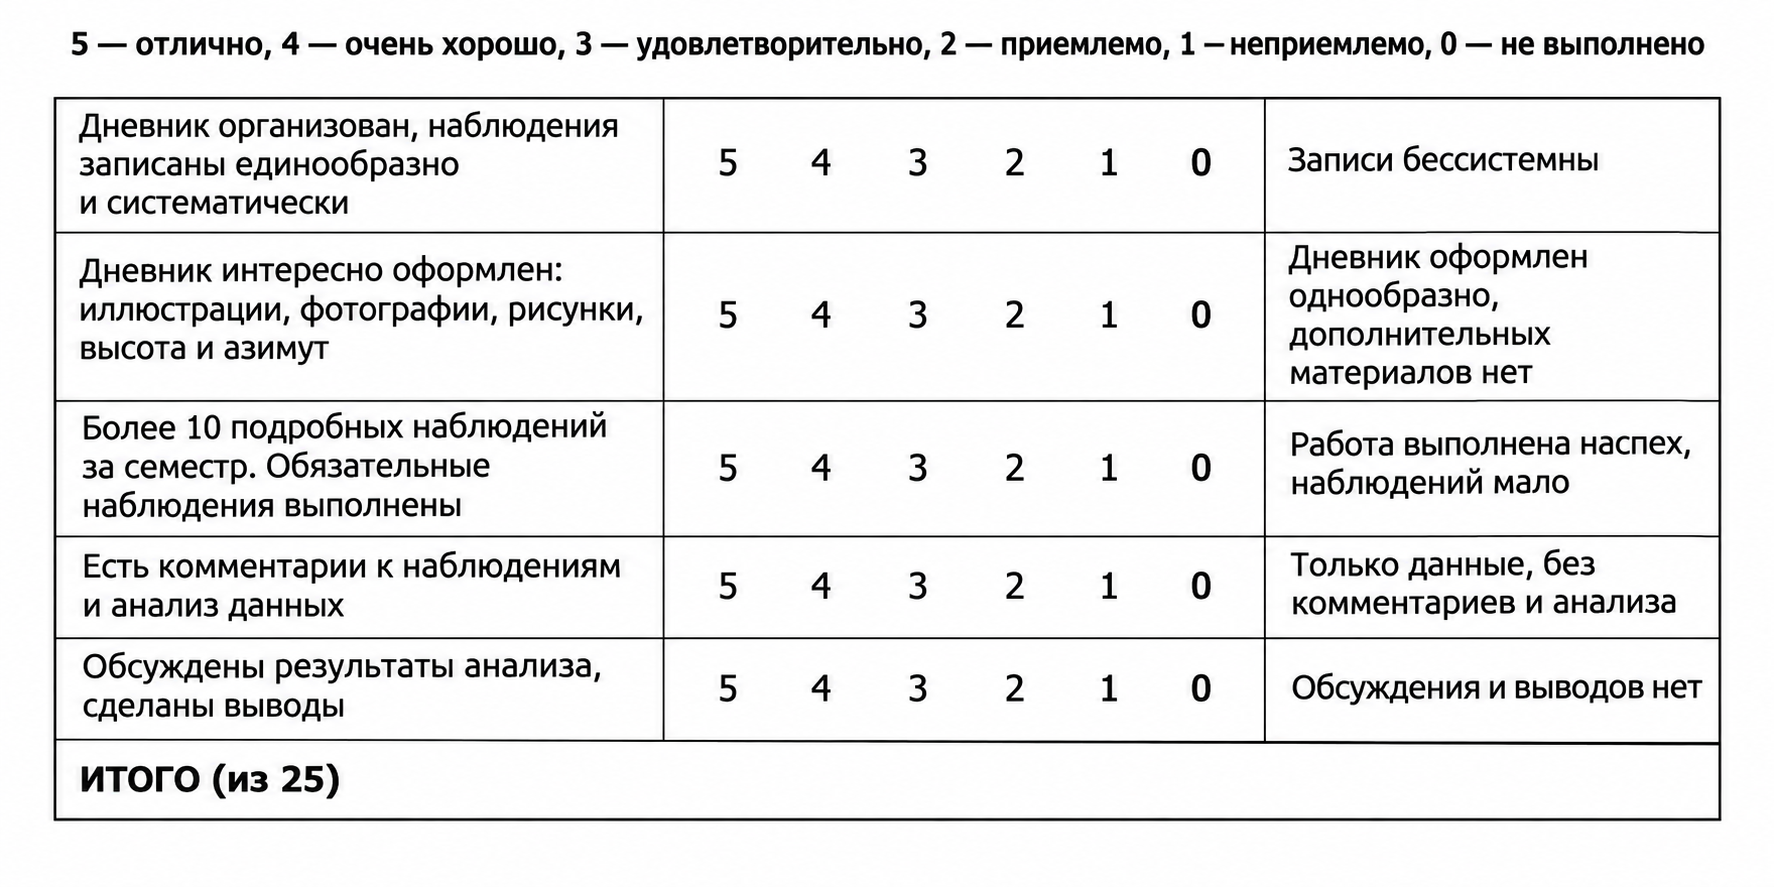 5 — отлично, 4 — очень хорошо, 3 — удовлетворительно, 2 — приемлемо, 1 – неприемлемо, 0 — не выполнено
Дневник организован, наблюдения
записаны единообразно
и систематически
5 4 3 2 1 0
Записи бессистемны
Дневник интересно оформлен:
иллюстрации, фотографии, рисунки,
высота и азимут
5 4 3 2 1 0
Дневник оформлен
однообразно,
дополнительных
материалов нет
Более 10 подробных наблюдений
за семестр. Обязательные
наблюдения выполнены
5 4 3 2 1 0
Работа выполнена наспех,
наблюдений мало
Есть комментарии к наблюдениям
и анализ данных
5 4 3 2 1 0
Только данные, без
комментариев и анализа
Обсуждены результаты анализа,
сделаны выводы
5 4 3 2 1 0
Обсуждения и выводов нет
ИТОГО (из 25)